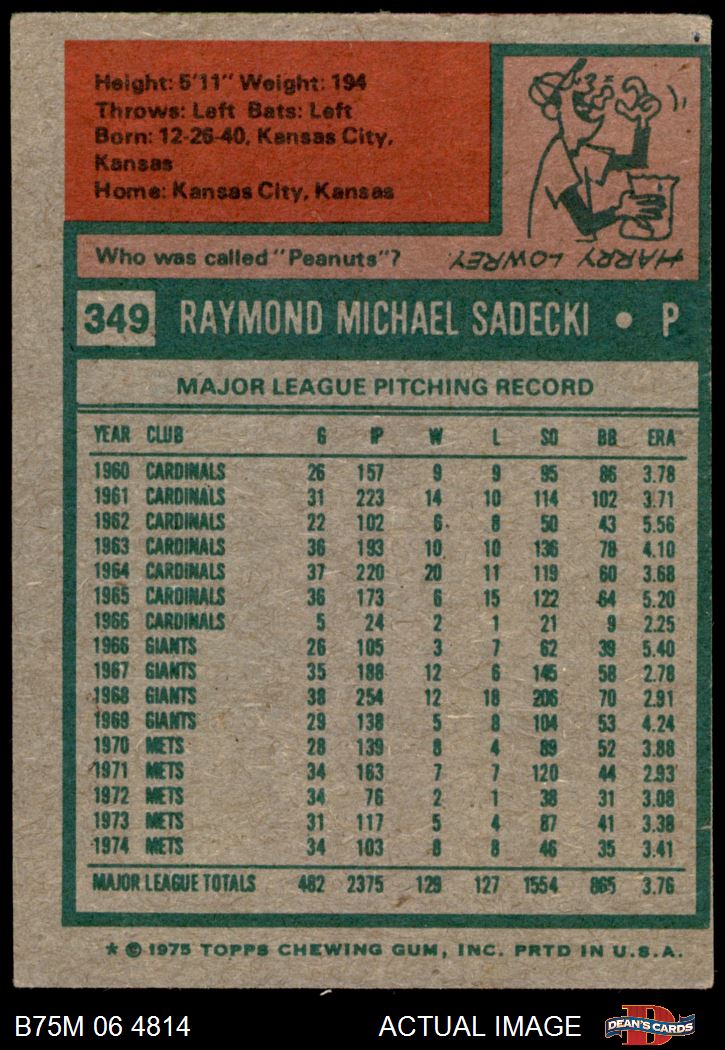 Height: 5'11" Weight: 194
Throws: Left Bats: Left
Born: 12-26-40, Kansas City,
Kansas
Home: Kansas City, Kansas
Who was called "Peanuts"?
HARRY LOWREY
349 RAYMOND MICHAEL SADECKI • P
MAJOR LEAGUE PITCHING RECORD
YEAR CLUB G IP W L SO BB ERA
1960 CARDINALS 26 157 9 9 95 86 3.78
1961 CARDINALS 31 223 14 10 114 102 3.71
1962 CARDINALS 22 102 6 8 50 43 5.56
1963 CARDINALS 36 193 10 10 136 78 4.10
1964 CARDINALS 37 220 20 11 119 60 3.68
1965 CARDINALS 36 173 6 15 122 64 5.20
1966 CARDINALS 5 24 2 1 21 9 2.25
1966 GIANTS 26 105 3 7 62 39 5.40
1967 GIANTS 35 188 12 6 145 58 2.78
1968 GIANTS 38 254 12 18 206 70 2.91
1969 GIANTS 29 138 5 8 104 53 4.24
1970 METS 28 139 8 4 89 52 3.88
1971 METS 34 163 7 7 120 44 2.93
1972 METS 34 76 2 1 38 31 3.08
1973 METS 31 117 5 4 87 41 3.38
1974 METS 34 103 8 8 46 35 3.41
MAJOR LEAGUE TOTALS 482 2375 129 127 1554 865 3.76
* © 1975 TOPPS CHEWING GUM, INC. PRTD IN U.S.A.
B75M 06 4814 ACTUAL IMAGE DEAN'S CARDS